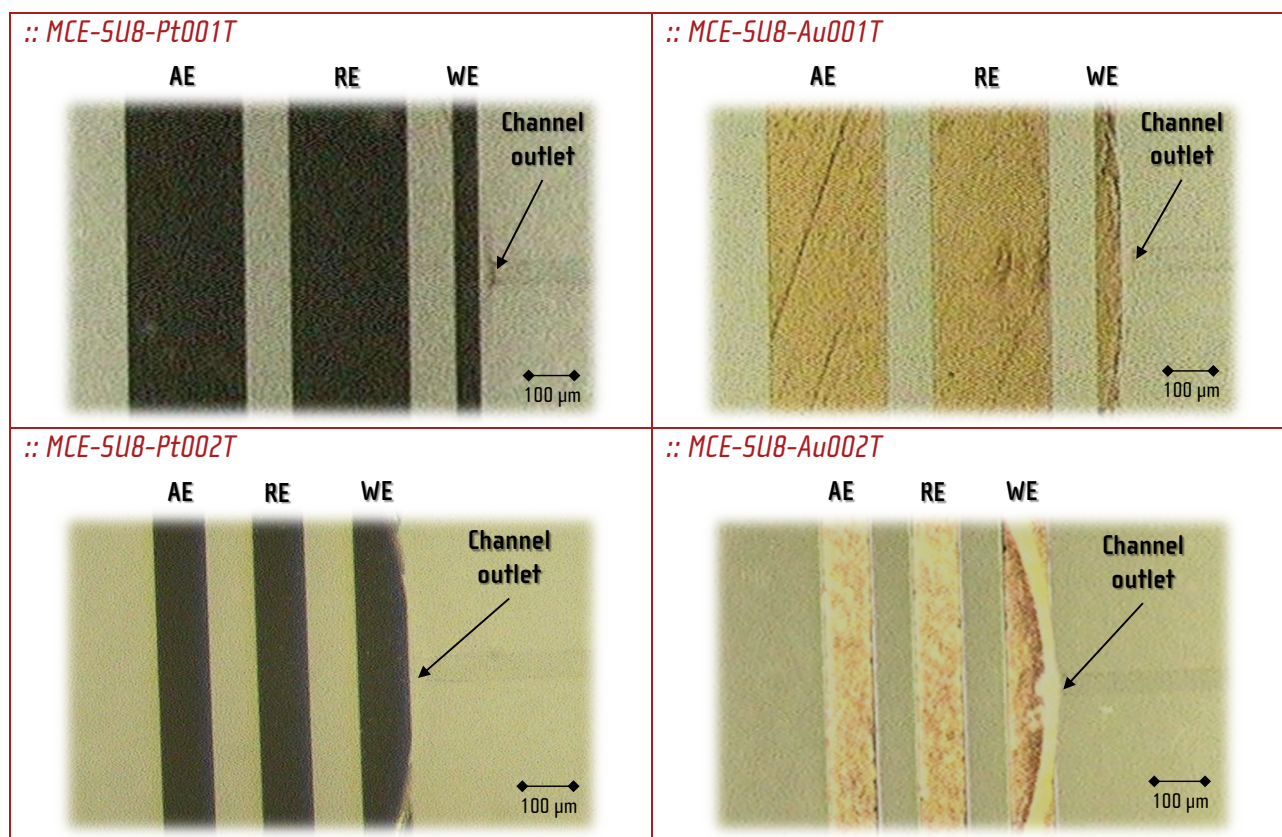 :: MCE-SU8-Pt001T
AE RE WE
Channel
outlet
100 µm
:: MCE-SU8-Au001T
AE RE WE
Channel
outlet
100 µm
:: MCE-SU8-Pt002T
AE RE WE
Channel
outlet
100 µm
:: MCE-SU8-Au002T
AE RE WE
Channel
outlet
100 µm